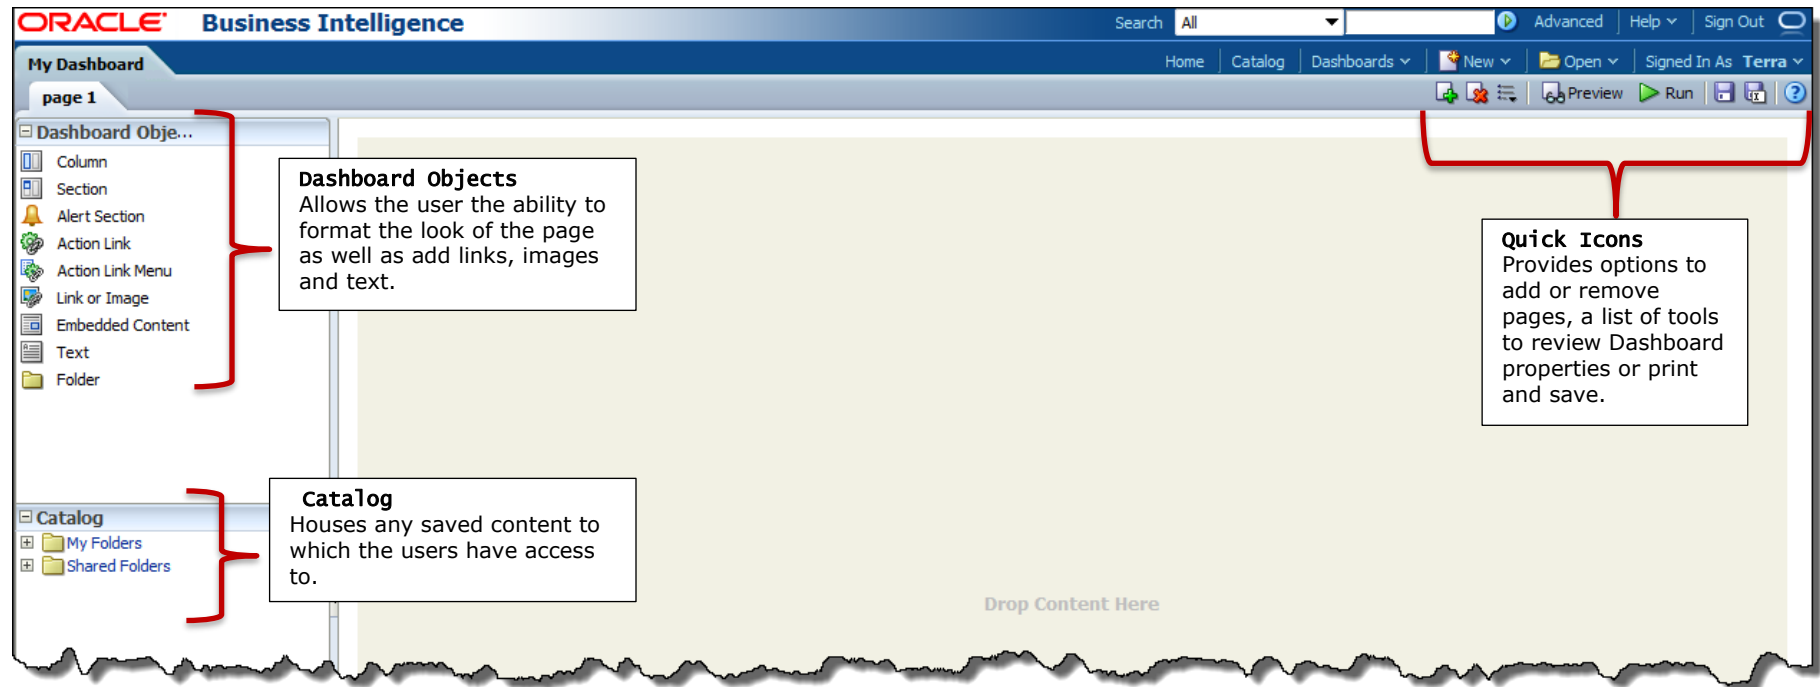 ORACLE Business Intelligence
Search All Advanced Help Sign Out
My Dashboard
Home Catalog Dashboards New Open Signed In As Terra
page 1
Preview Run
Dashboard Obje...
Column
Section
Alert Section
Action Link
Action Link Menu
Link or Image
Embedded Content
Text
Folder
Dashboard Objects
Allows the user the ability to
format the look of the page
as well as add links, images
and text.
Quick Icons
Provides options to
add or remove
pages, a list of tools
to review Dashboard
properties or print
and save.
Catalog
My Folders
Shared Folders
Catalog
Houses any saved content to
which the users have access
to.
Drop Content Here